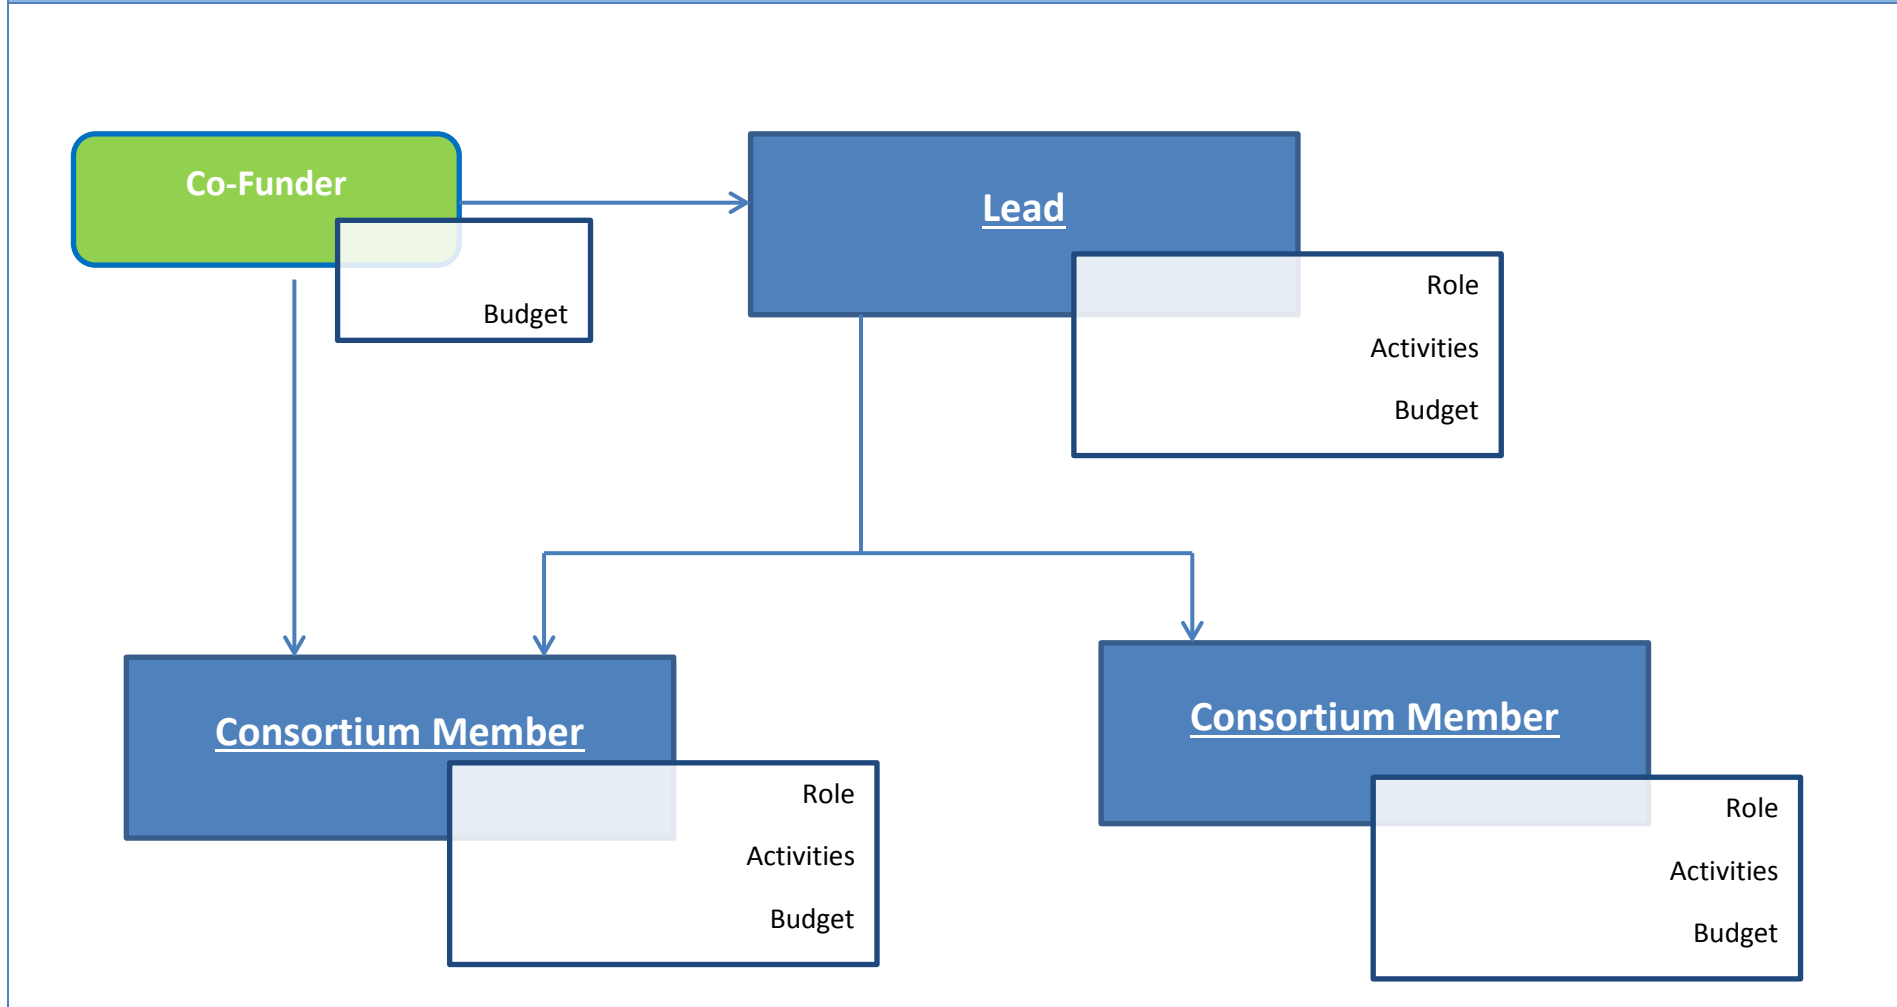 Co-Funder
Budget
Lead
Role
Activities
Budget
Consortium Member
Role
Activities
Budget
Consortium Member
Role
Activities
Budget